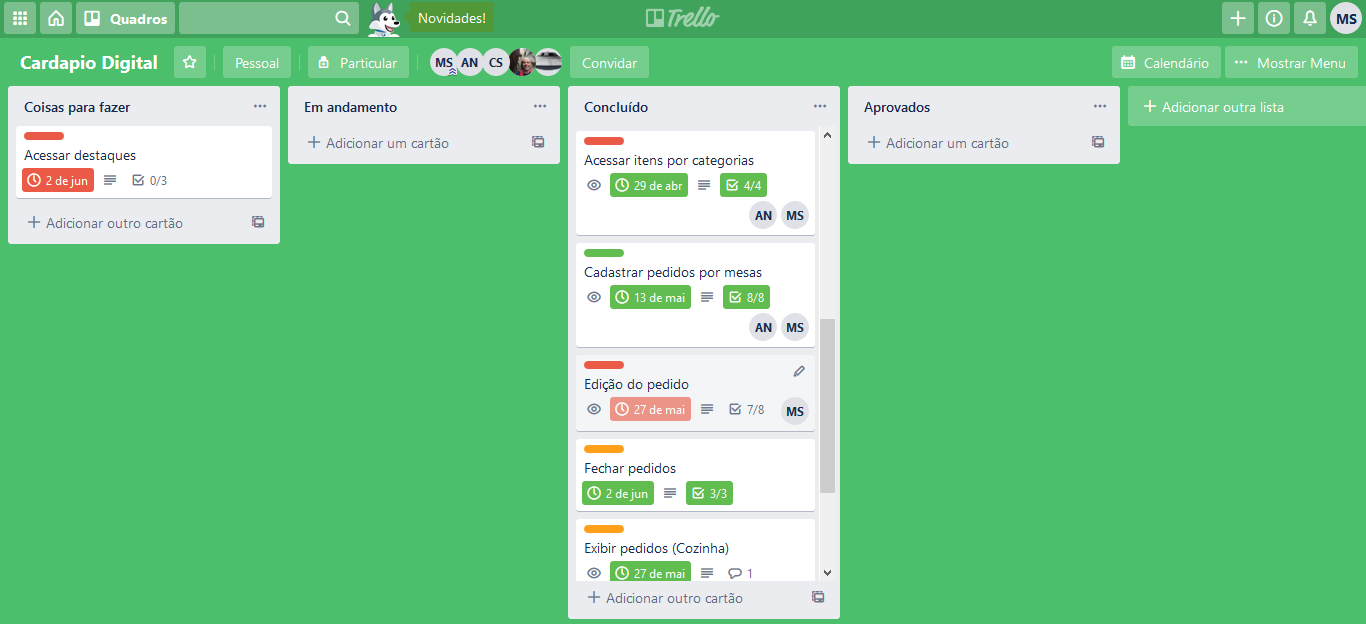 Quadros
Novidades!
Trello
MS
Cardapio Digital
Pessoal
Particular
MS AN CS
Convidar
Calendário
Mostrar Menu
Coisas para fazer
Acessar destaques
2 de jun
0/3
Adicionar outro cartão
Em andamento
Adicionar um cartão
Concluído
Acessar itens por categorias
29 de abr
4/4
AN MS
Cadastrar pedidos por mesas
13 de mai
8/8
AN MS
Edição do pedido
27 de mai
7/8
MS
Fechar pedidos
2 de jun
3/3
Exibir pedidos (Cozinha)
27 de mai
1
Adicionar outro cartão
Aprovados
Adicionar um cartão
Adicionar outra lista